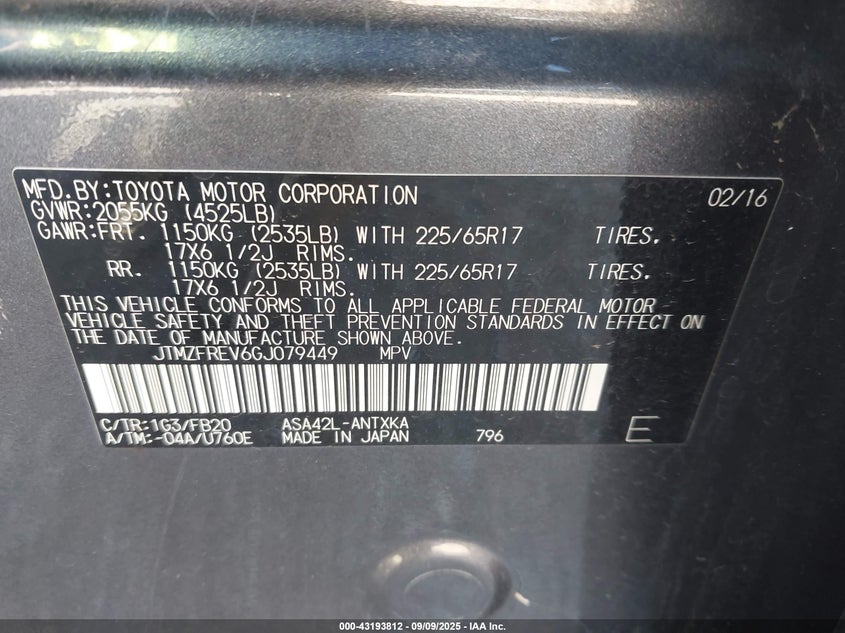 MFD.BY:TOYOTA MOTOR CORPORATION 02/16
GVWR:2055KG (4525LB)
GAWR:FRT. 1150KG (2535LB) WITH 225/65R17 TIRES.
17X6 1/2J RIMS.
RR. 1150KG (2535LB) WITH 225/65R17 TIRES.
17X6 1/2J RIMS.
THIS VEHICLE CONFORMS TO ALL APPLICABLE FEDERAL MOTOR
VEHICLE SAFETY AND THEFT PREVENTION STANDARDS IN EFFECT ON
THE DATE OF MANUFACTURE SHOWN ABOVE.
JTMZFREV6GJ079449 MPV
C/TR:1G3/FB20 ASA42L-ANTXKA
A/TM:-04A/U760E MADE IN JAPAN 796 E
000-43193812 - 09/09/2025 - IAA Inc.